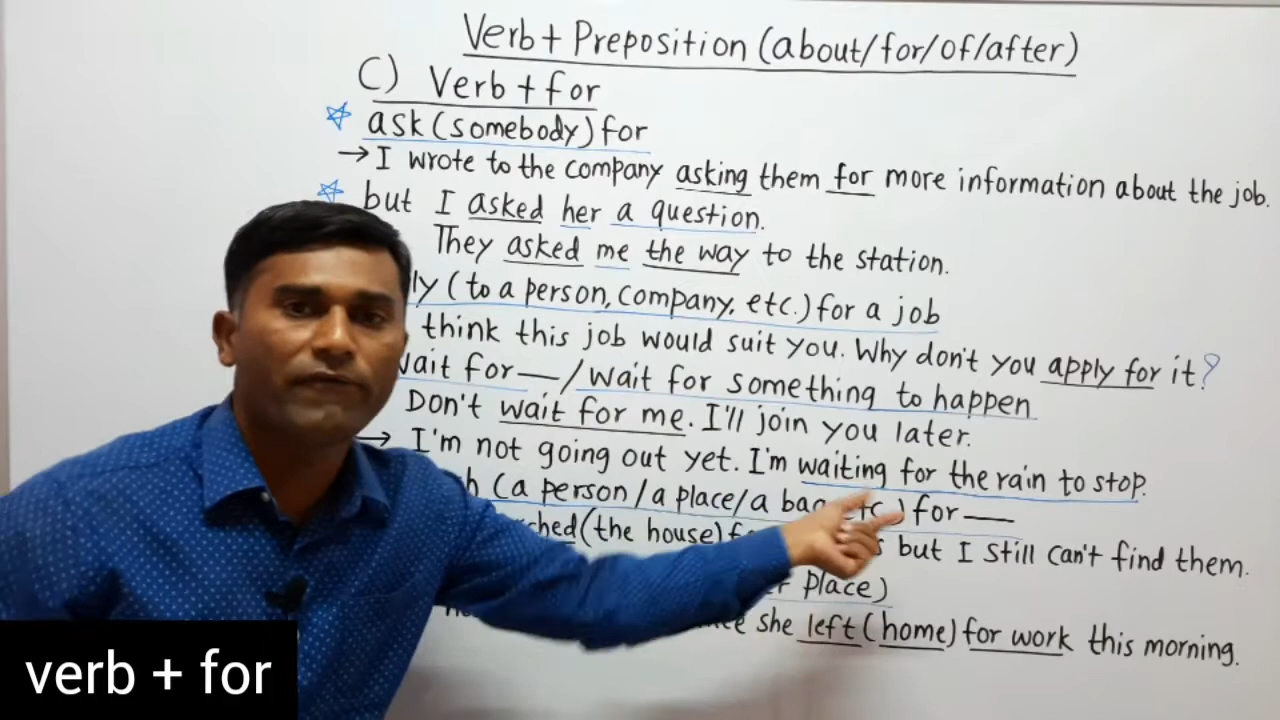 Verb + Preposition (about/for/of/after)
C) Verb + for
ask (somebody) for
→ I wrote to the company asking them for more information about the job.
but I asked her a question.
They asked me the way to the station.
ly (to a person, company, etc.) for a job
think this job would suit you. Why don't you apply for it?
wait for — / wait for something to happen
Don't wait for me. I'll join you later.
→ I'm not going out yet. I'm waiting for the rain to stop.
h (a person / a place / a bag etc.) for —
ched (the house) f s but I still can't find them.
r place)
she left (home) for work this morning.
verb + for